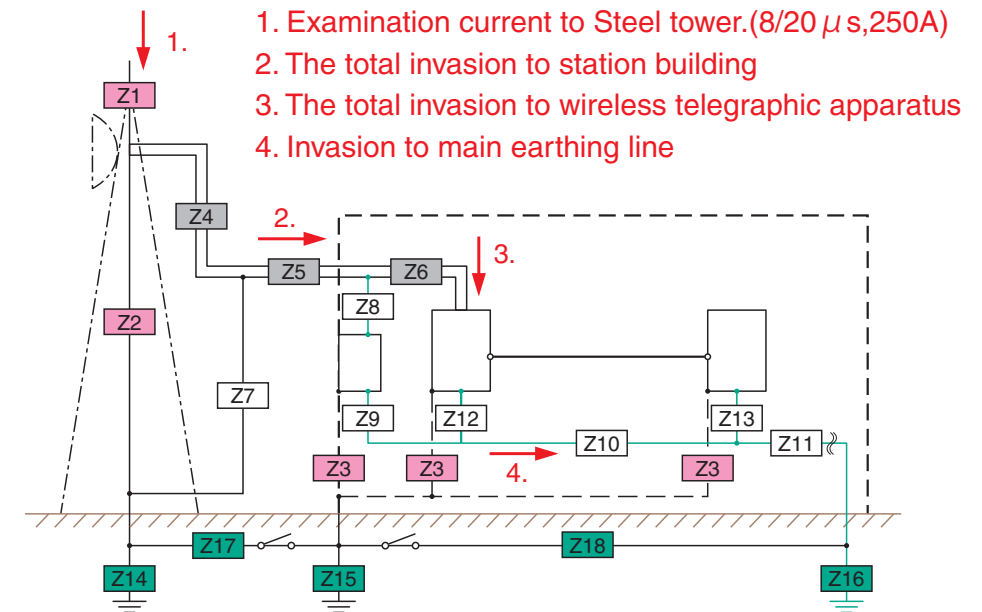 1.
1. Examination current to Steel tower.(8/20 μ s,250A)
2. The total invasion to station building
3. The total invasion to wireless telegraphic apparatus
4. Invasion to main earthing line
Z1
Z4
2.
3.
Z5
Z6
Z8
Z2
Z7
Z9
Z12
Z13
Z10
Z11
4.
Z3
Z3
Z3
Z17
Z18
Z14
Z15
Z16